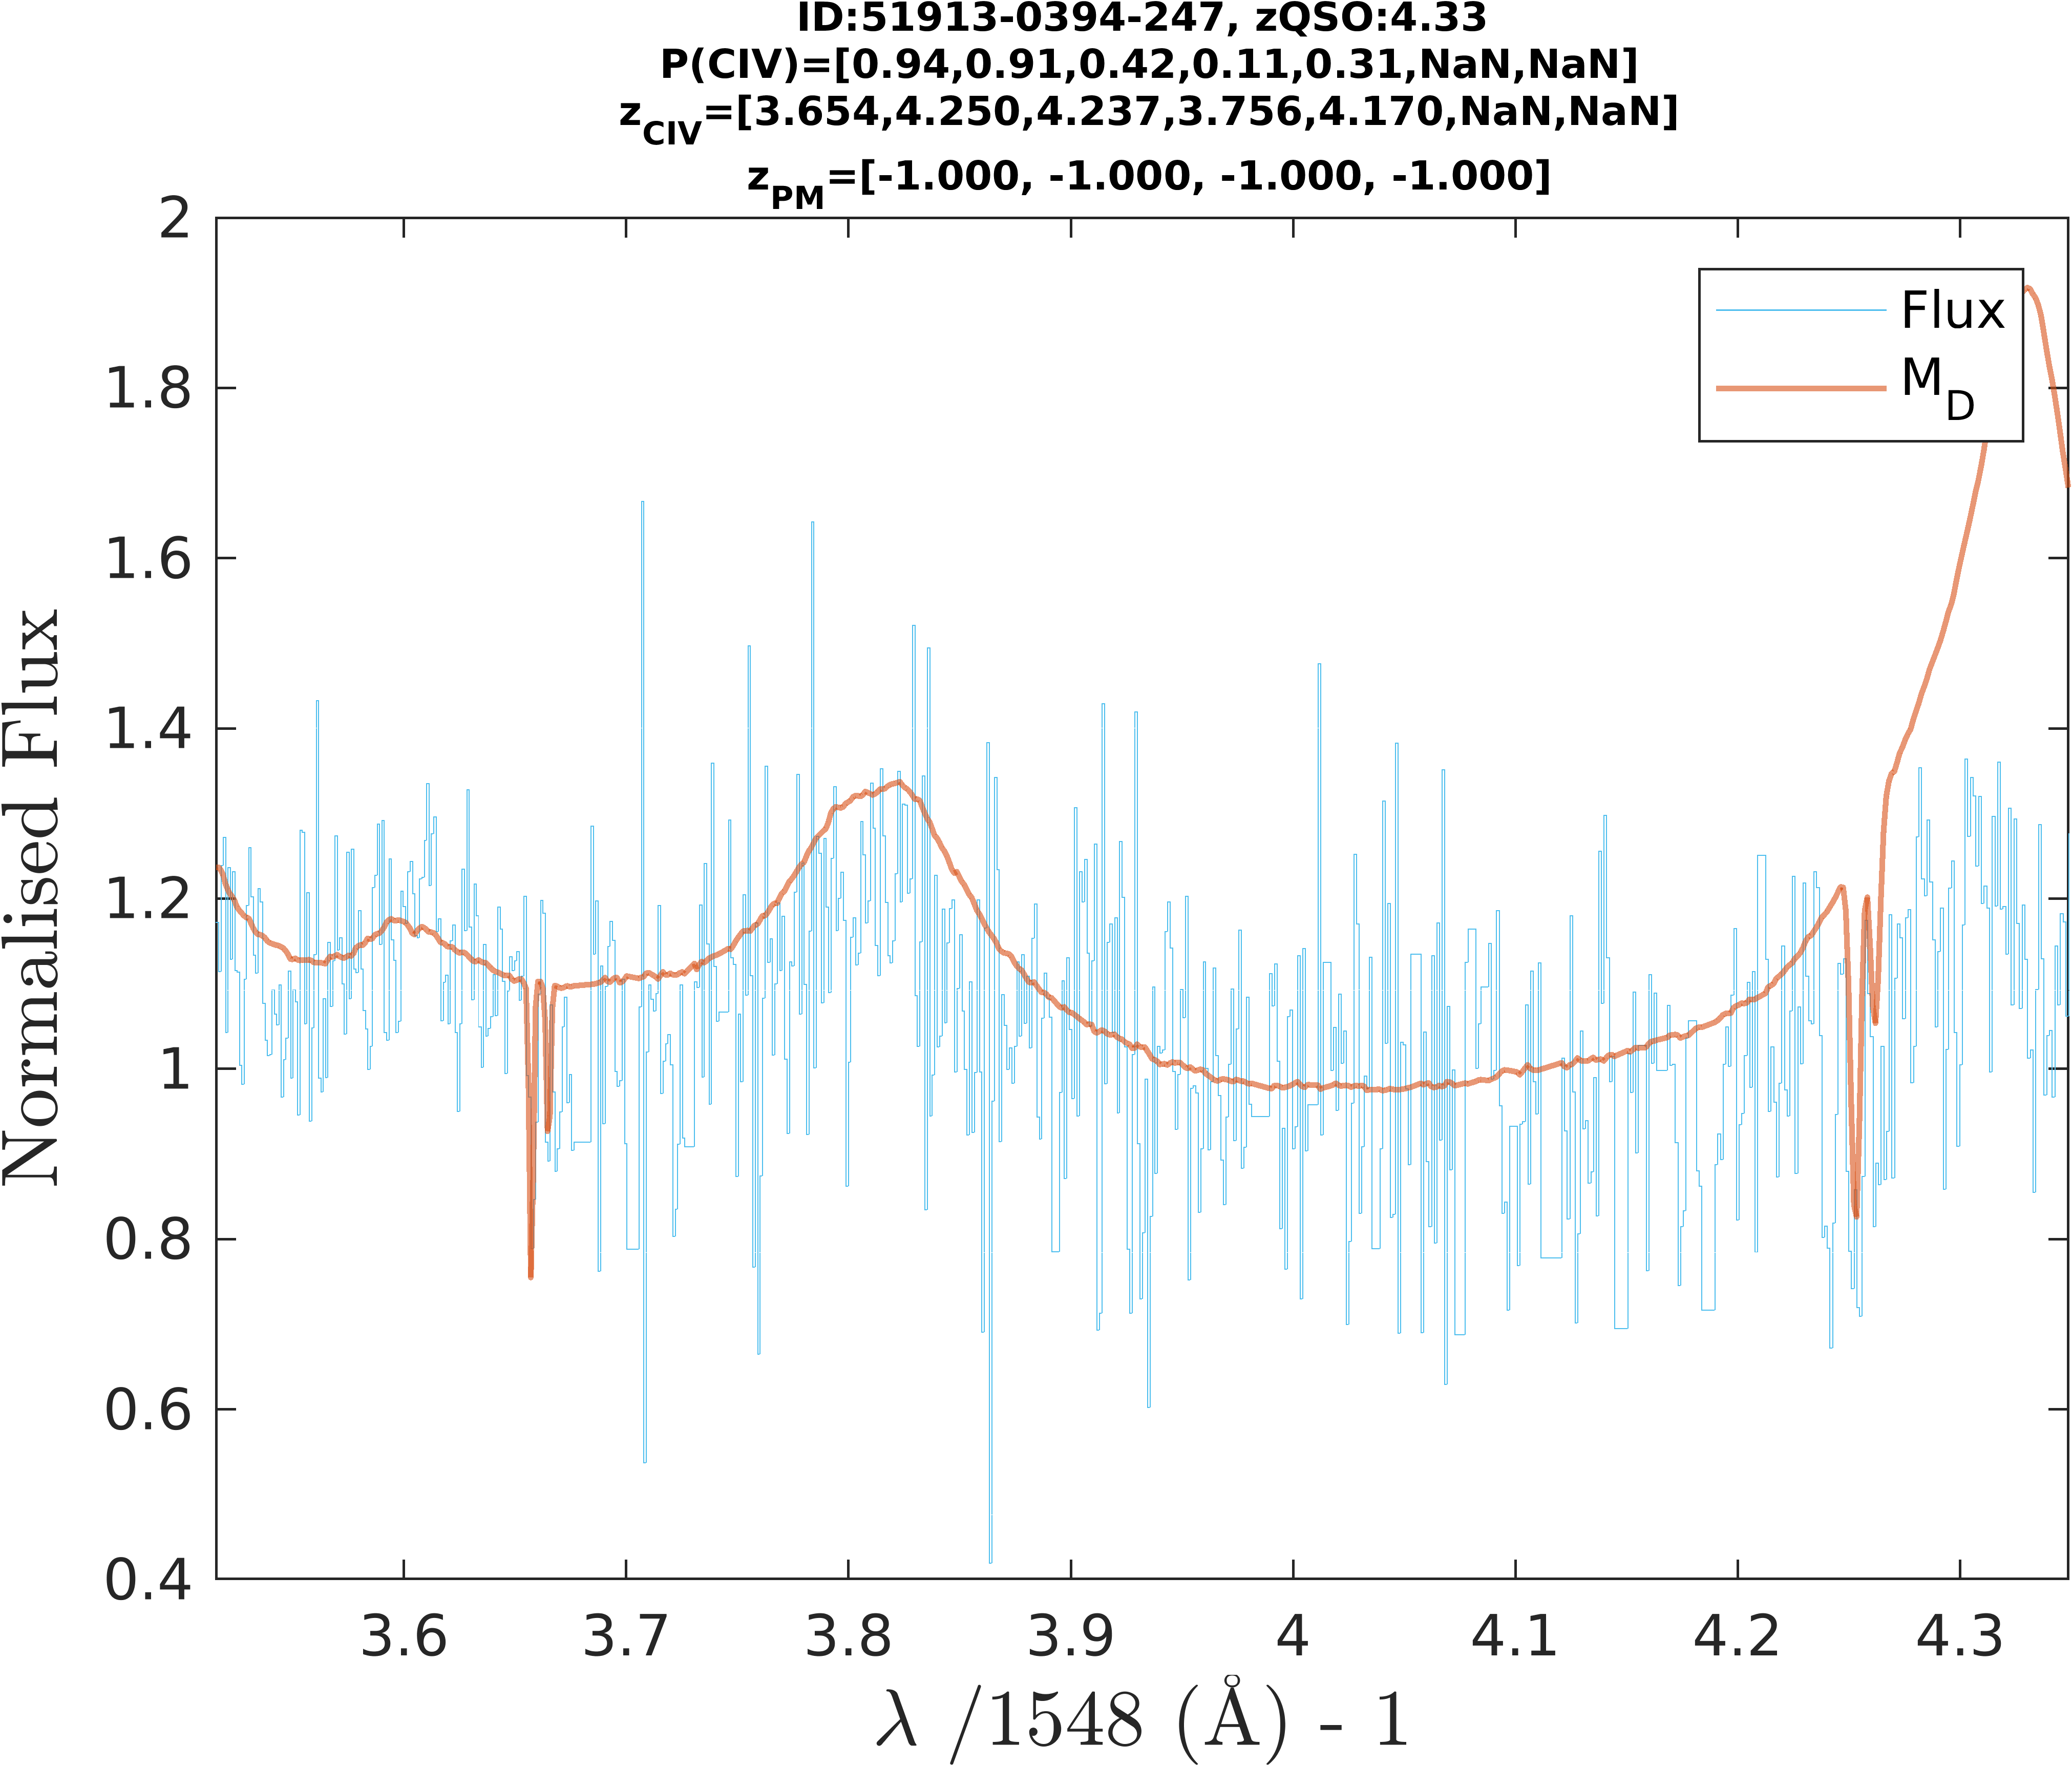 ID:51913-0394-247, zQSO:4.33
P(CIV)=[0.94,0.91,0.42,0.11,0.31,NaN,NaN]
zCIV=[3.654,4.250,4.237,3.756,4.170,NaN,NaN]
zPM=[-1.000, -1.000, -1.000, -1.000]
2
1.8
1.6
1.4
1.2
1
0.8
0.6
0.4
Normalised Flux
Flux
MD
3.6 3.7 3.8 3.9 4 4.1 4.2 4.3
λ /1548 (Å) - 1